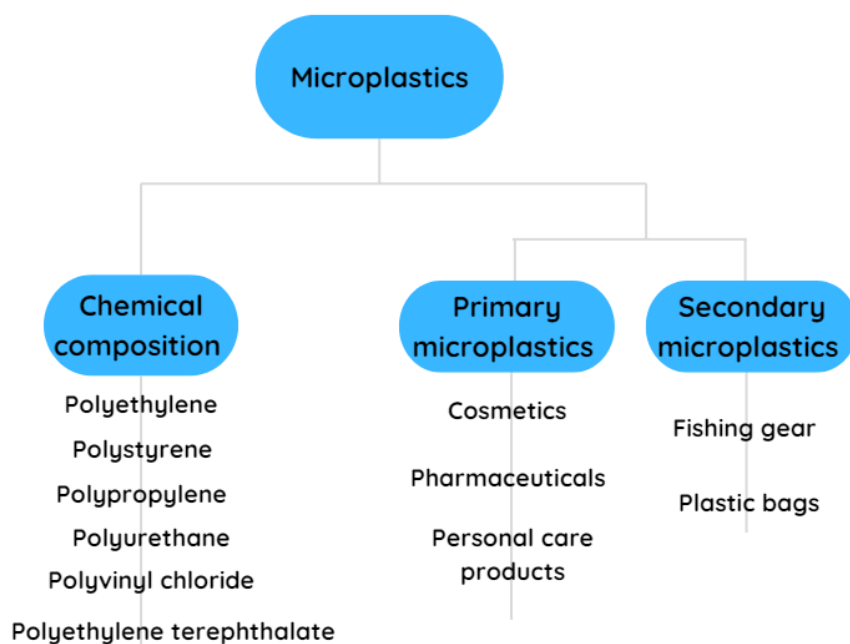 Microplastics
Chemical
composition
Polyethylene
Polystyrene
Polypropylene
Polyurethane
Polyvinyl chloride
Polyethylene terephthalate
Primary
microplastics
Cosmetics
Pharmaceuticals
Personal care
products
Secondary
microplastics
Fishing gear
Plastic bags